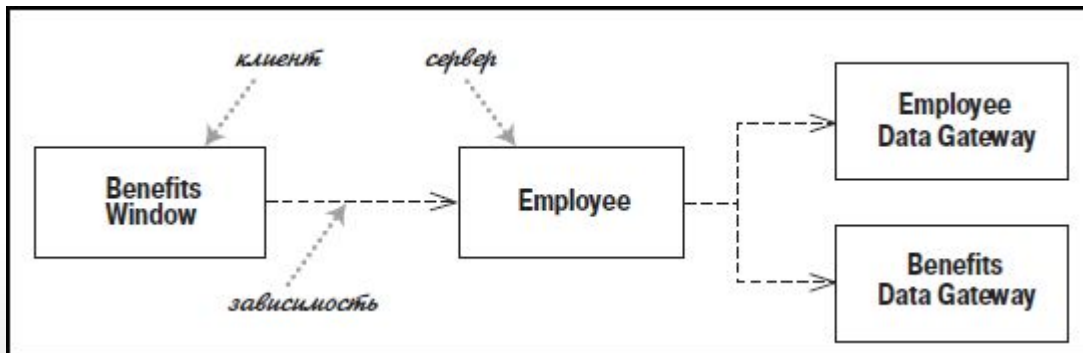 клиент
сервер
Employee
Data Gateway
Benefits
Window
Employee
зависимость
Benefits
Data Gateway